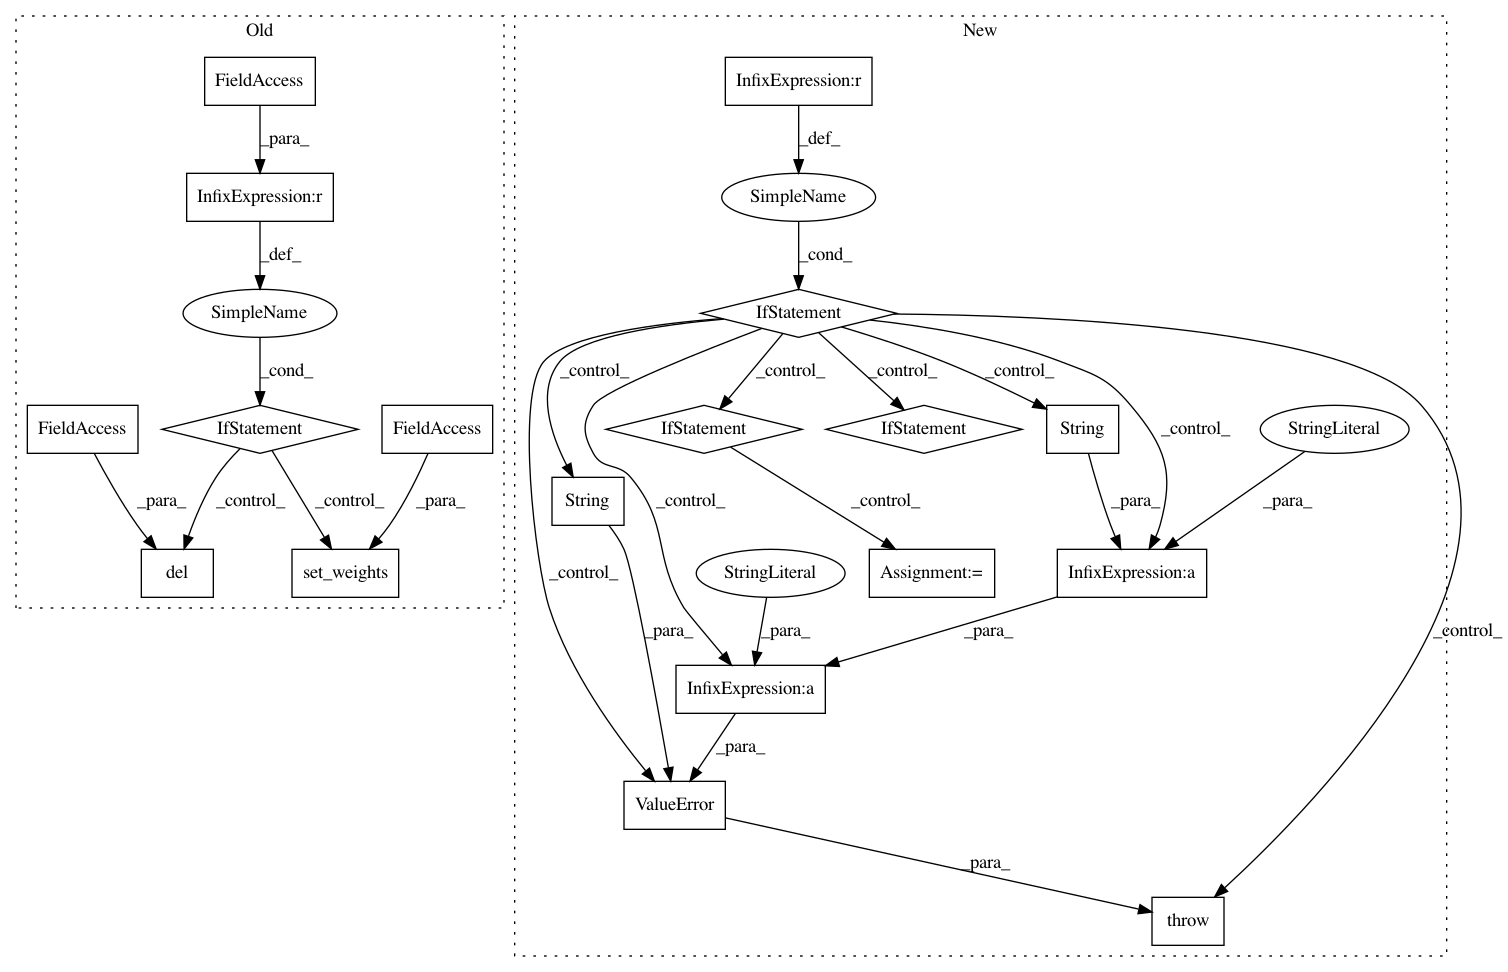 Old
New
FieldAccess
InfixExpression:r
_para_
_def_
InfixExpression:r
SimpleName
_def_
_cond_
SimpleName
IfStatement
_cond_
_control_
_control_
_control_
_control_
FieldAccess
IfStatement
FieldAccess
IfStatement
IfStatement
String
_control_
StringLiteral
_para_
_control_
_control_
_para_
String
_control_
_control_
_para_
_para_
del
set_weights
_control_
StringLiteral
Assignment:=
InfixExpression:a
_para_
_para_
_para_
_control_
InfixExpression:a
_para_
ValueError
_para_
throw